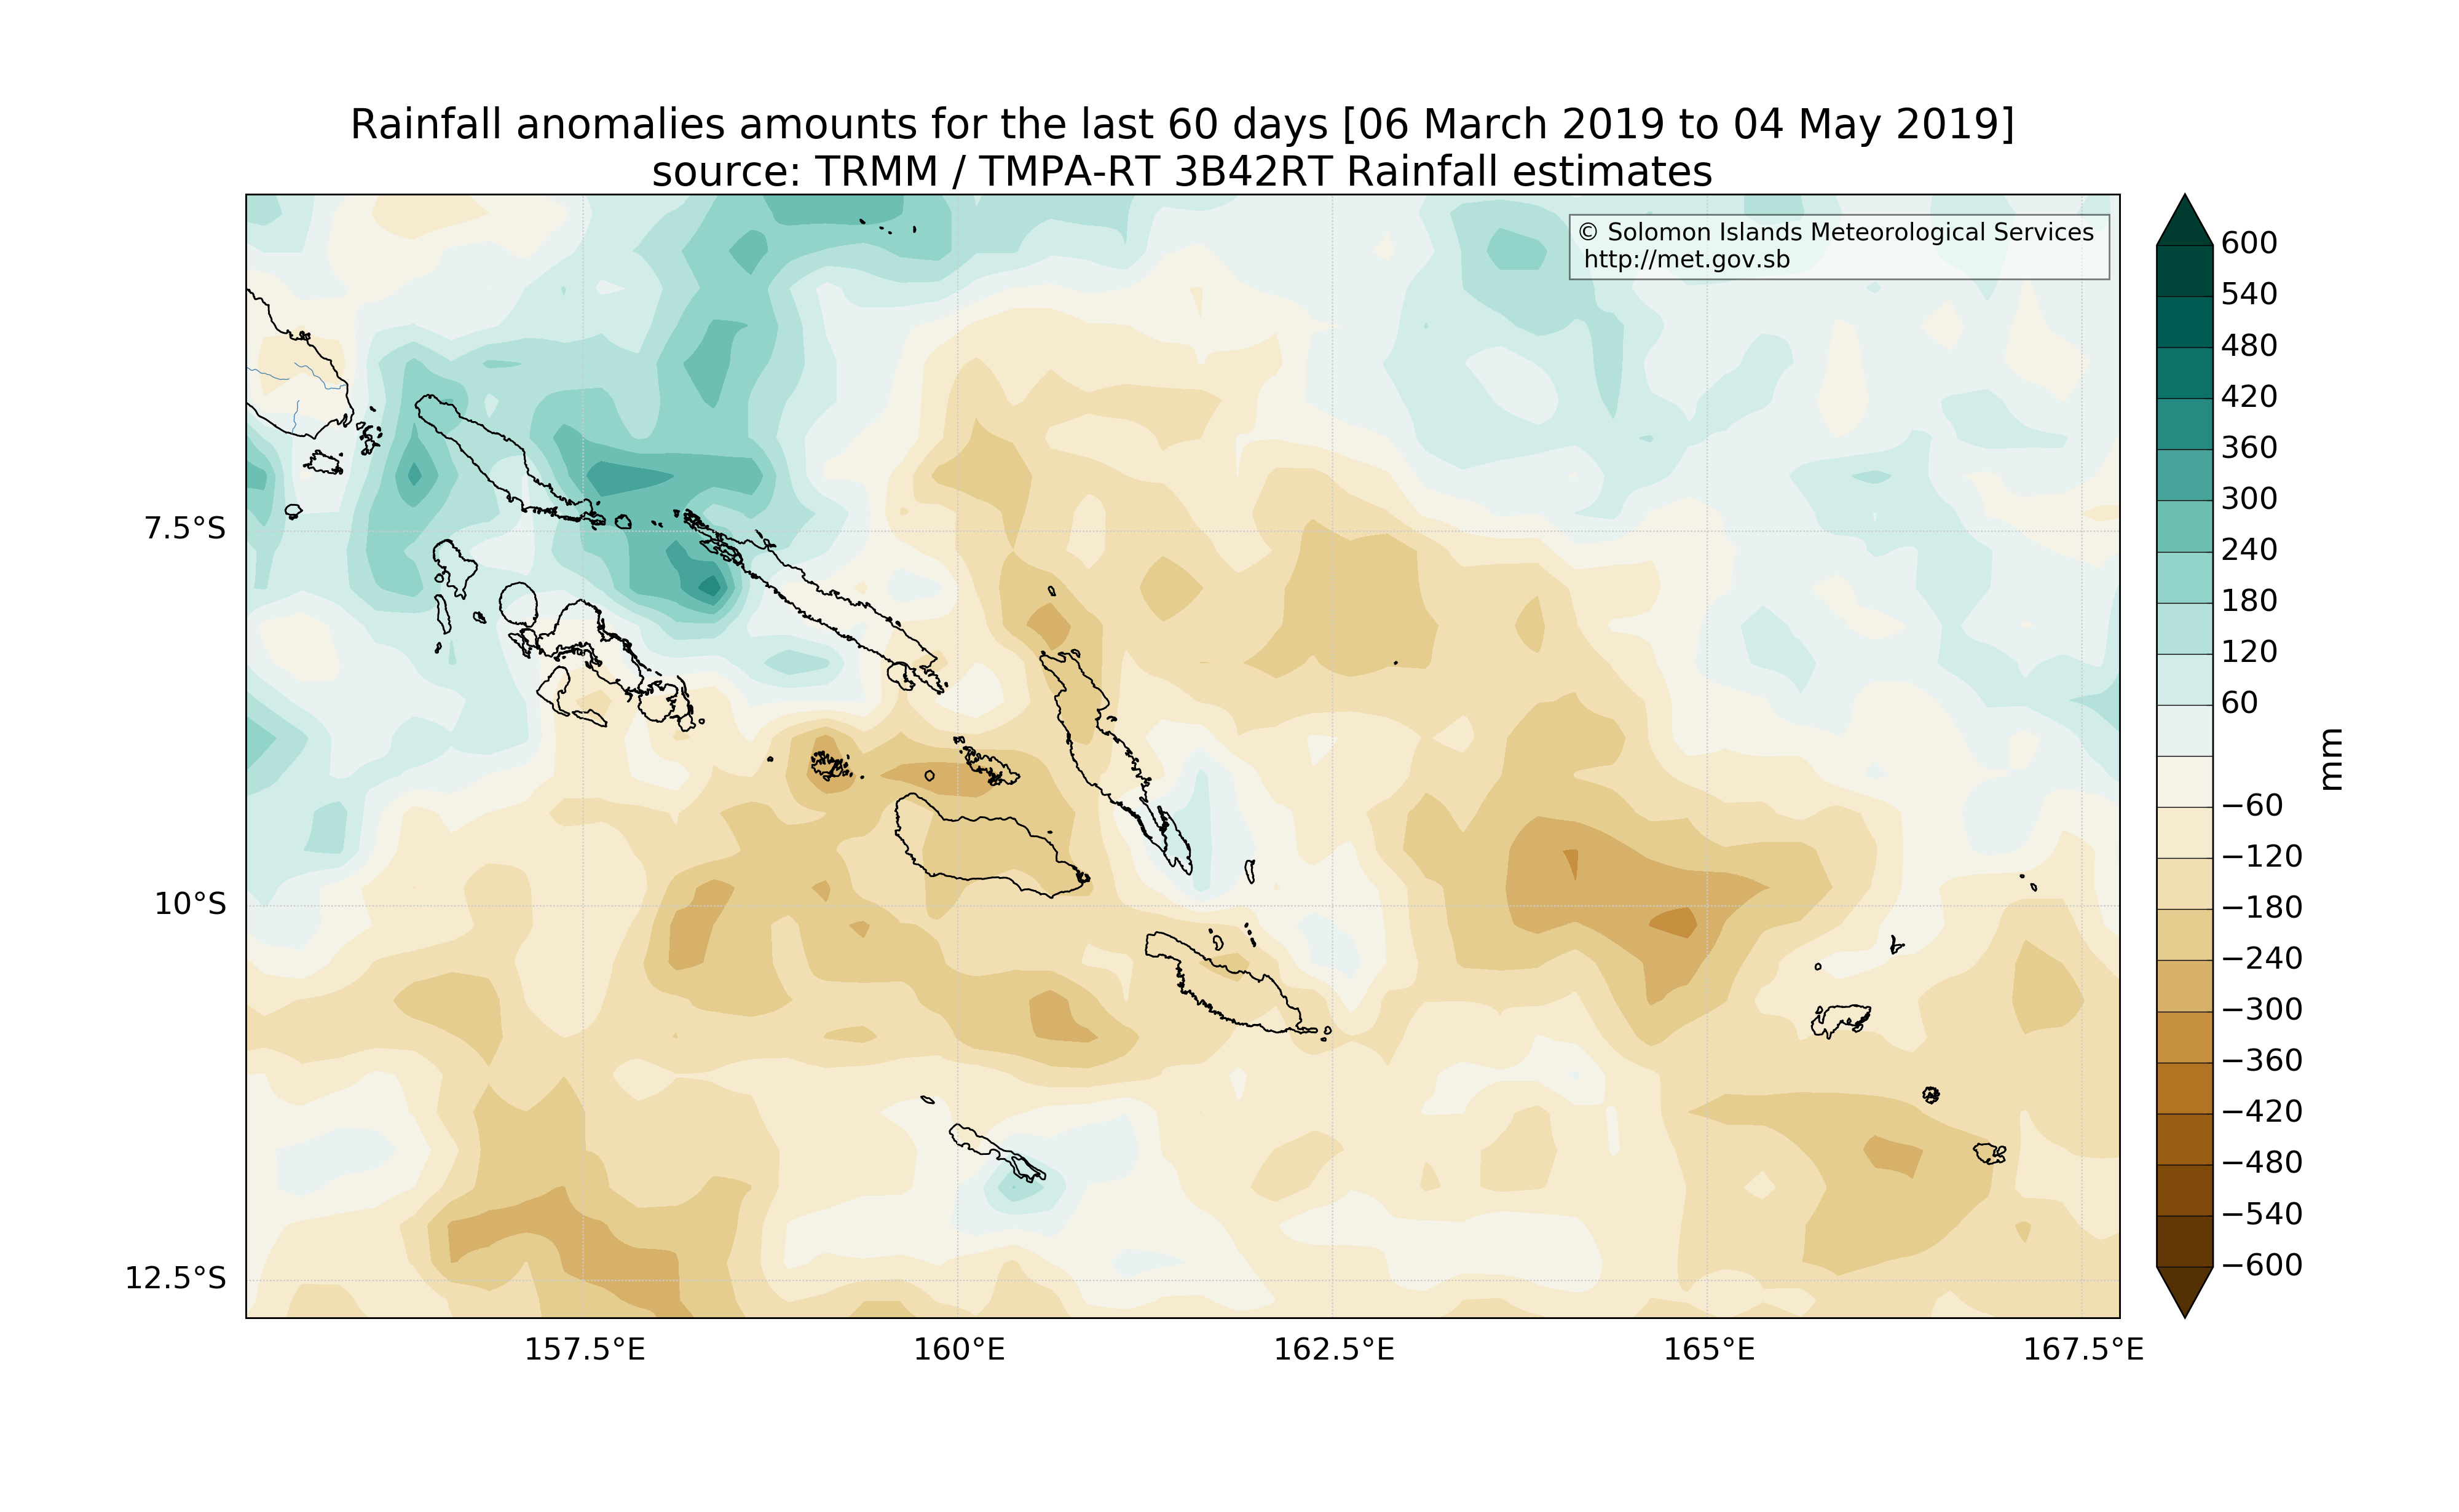 Rainfall anomalies amounts for the last 60 days [06 March 2019 to 04 May 2019]
source: TRMM / TMPA-RT 3B42RT Rainfall estimates
© Solomon Islands Meteorological Services
http://met.gov.sb
7.5°S
10°S
12.5°S
157.5°E
160°E
162.5°E
165°E
167.5°E
600
540
480
420
360
300
240
180
120
60
−60
−120
−180
−240
−300
−360
−420
−480
−540
−600
mm